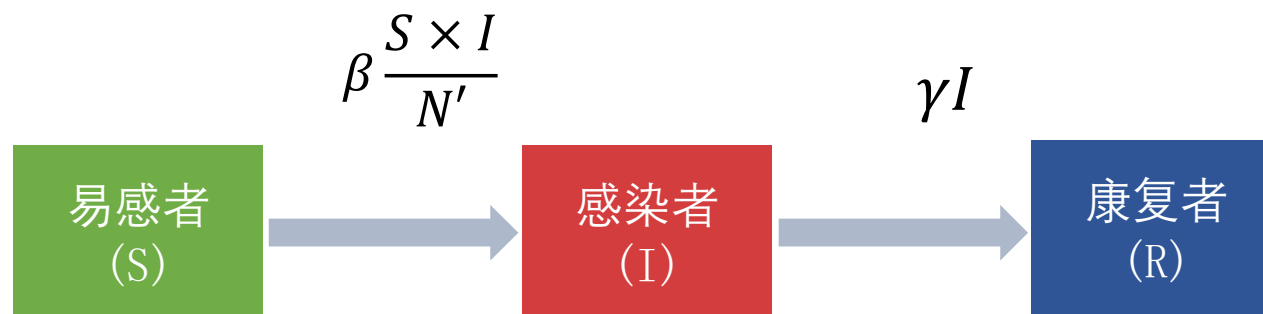 β S × I / N′
γI
易感者
(S)
感染者
(I)
康复者
(R)